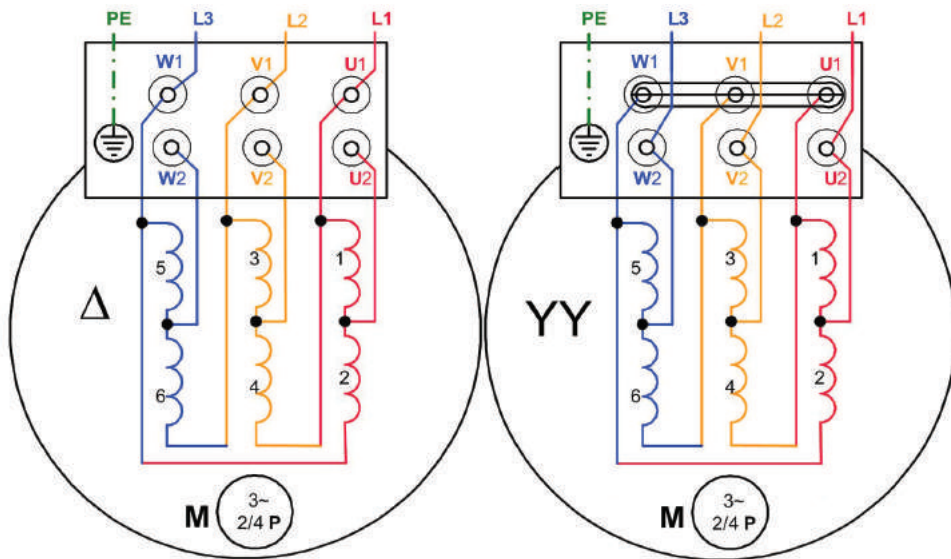 PE L3 L2 L1
W1 V1 U1
W2 V2 U2
5 3 1
Δ
6 4 2
M 3~
2/4 P
PE L3 L2 L1
W1 V1 U1
W2 V2 U2
5 3 1
YY
6 4 2
M 3~
2/4 P